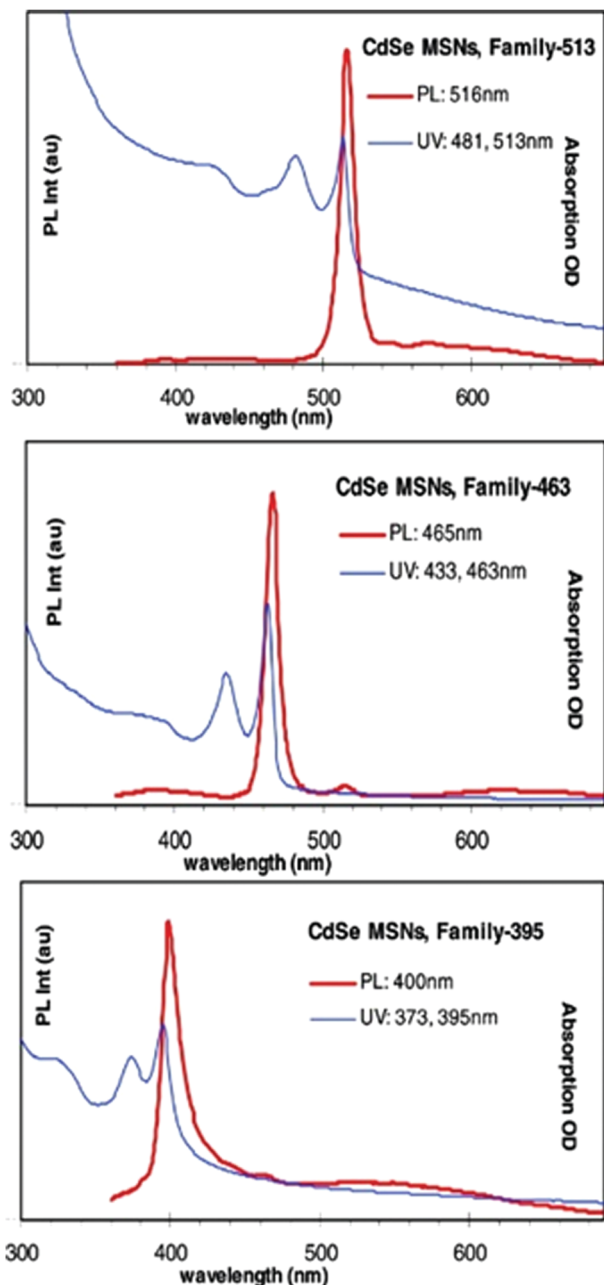 CdSe MSNs, Family-513
PL: 516nm
UV: 481, 513nm
PL Int (au)
Absorption OD
300 400 500 600
wavelength (nm)
CdSe MSNs, Family-463
PL: 465nm
UV: 433, 463nm
PL Int (au)
Absorption OD
300 400 500 600
wavelength (nm)
CdSe MSNs, Family-395
PL: 400nm
UV: 373, 395nm
PL Int (au)
Absorption OD
300 400 500 600
wavelength (nm)